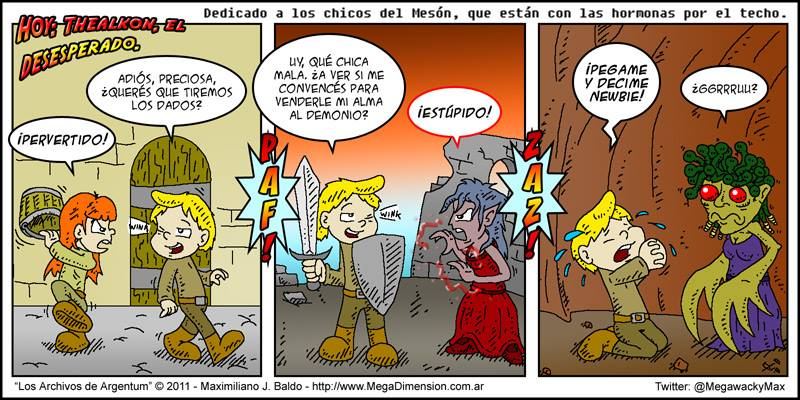 Dedicado a los chicos del Mesón, que están con las hormonas por el techo.
HOY: THEALKON, EL
DESESPERADO.
ADIÓS, PRECIOSA,
¿QUERÉS QUE TIREMOS
LOS DADOS?
¡PERVERTIDO!
WINK
PAF!
UY, QUÉ CHICA
MALA. ¿A VER SI ME
CONVENCÉS PARA
VENDERLE MI ALMA
AL DEMONIO?
¡ESTÚPIDO!
WINK
ZAZ!
¡PEGAME
Y DECIME
NEWBIE!
¿GGRRRUU?
"Los Archivos de Argentum" © 2011 - Maximiliano J. Baldo - http://www.MegaDimension.com.ar
Twitter: @MegawackyMax